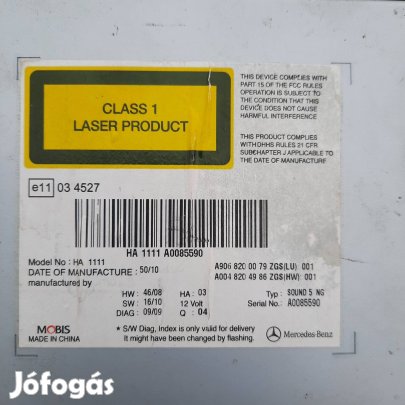 CLASS 1
LASER PRODUCT
THIS DEVICE COMPLIES WITH
PART 15 OF THE FCC RULES
OPERATION IS SUBJECT TO
THE CONDITION THAT THIS
DEVICE DOES NOT CAUSE
HARMFUL INTERFERENCE
THIS PRODUCT COMPLIES
WITH DHHS RULES 21 CFR
SUBCHAPTER J APPLICABLE TO
THE DATE OF MANUFACTURE
e11 03 4527
HA 1111 A0085590
Model No : HA 1111
DATE OF MANUFACTURE : 50/10
manufactured by
A906 820 00 79 ZGS(LU) 001
A004 820 49 86 ZGS(HW) 001
HW : 46/08 HA : 03
SW : 16/10 12 Volt
DIAG : 09/09 Q : 04
Typ : SOUND 5 NG
Serial No. : A0085590
MOBIS
MADE IN CHINA
* S/W Diag, Index is only valid for delivery
It might have been changed by flashing.
Mercedes-Benz
Jófogás